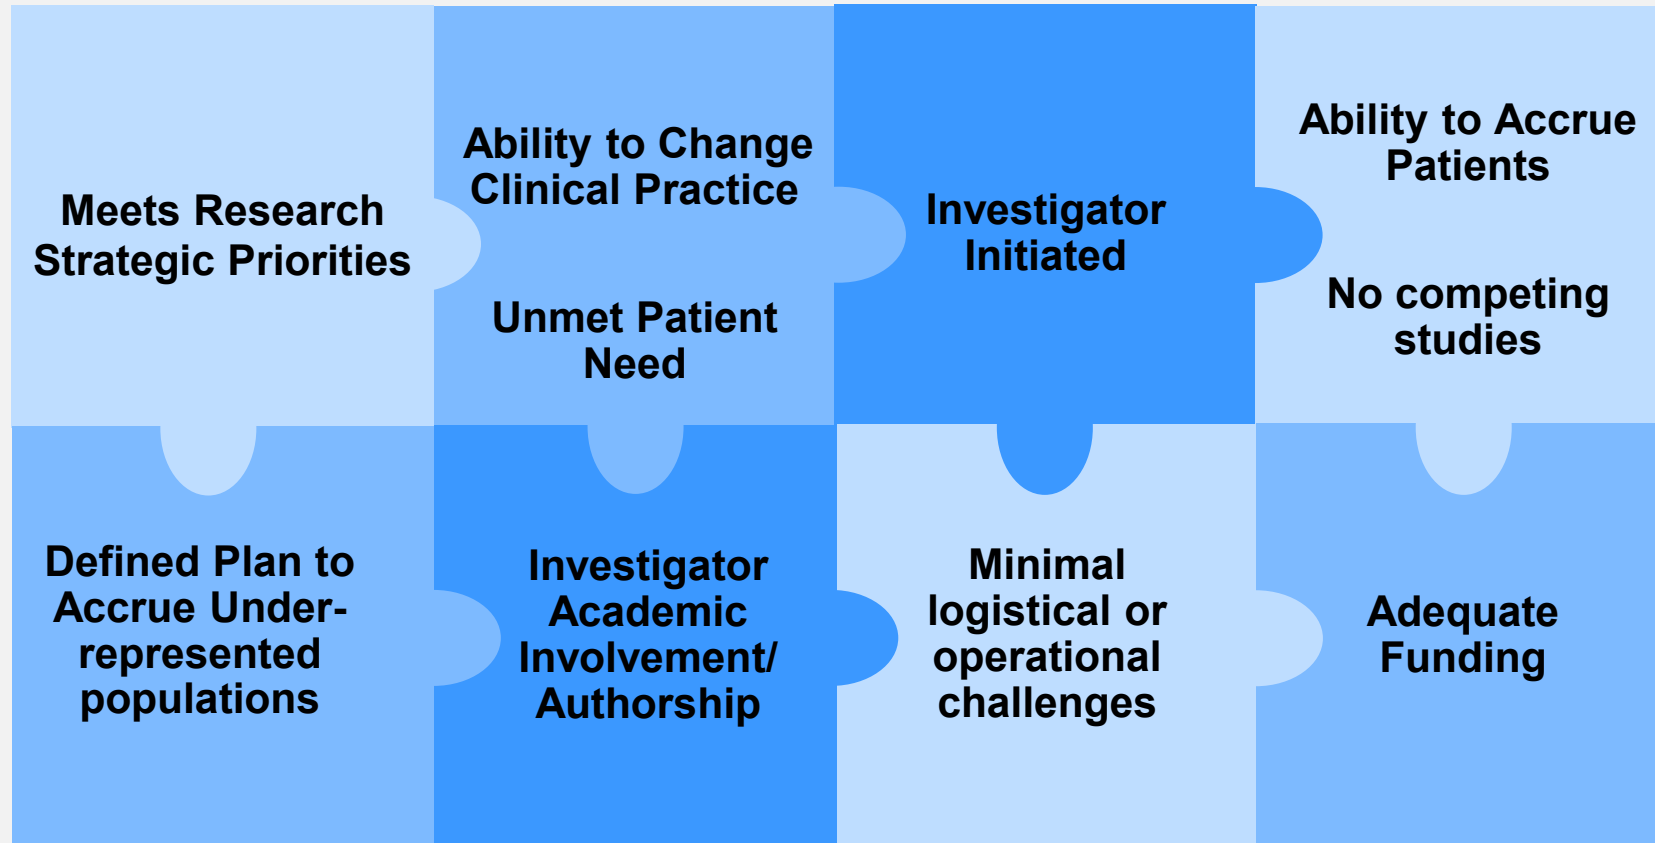 Meets Research
Strategic Priorities
Ability to Change
Clinical Practice
Unmet Patient
Need
Investigator
Initiated
Ability to Accrue
Patients
No competing
studies
Defined Plan to
Accrue Under-
represented
populations
Investigator
Academic
Involvement/
Authorship
Minimal
logistical or
operational
challenges
Adequate
Funding